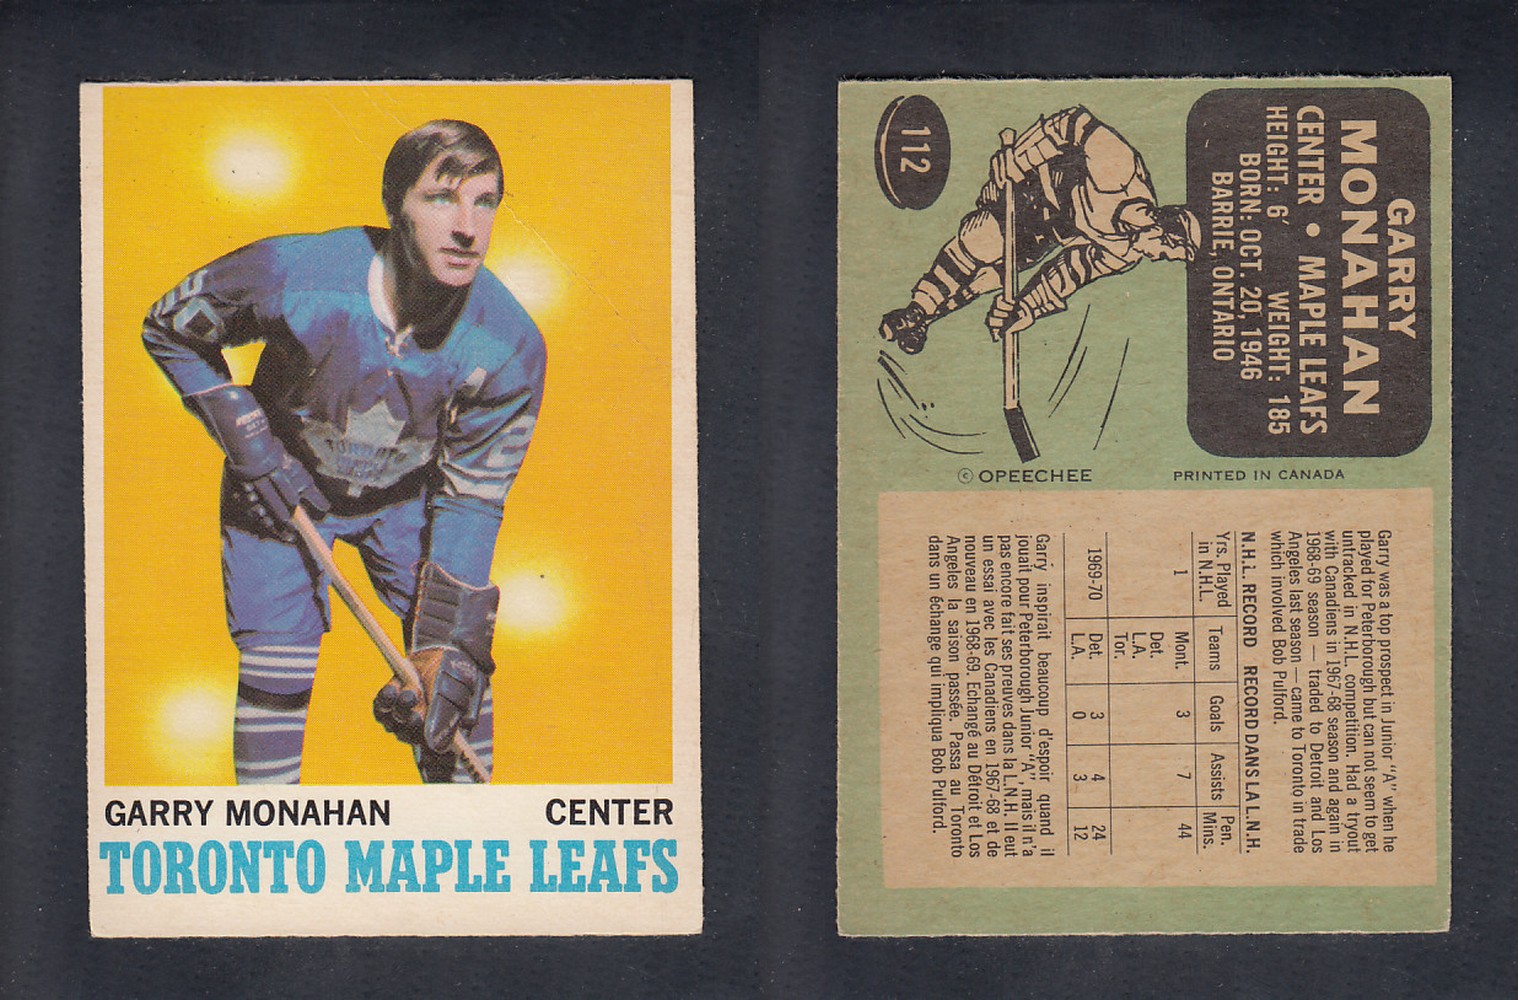 TORONTO
GARRY MONAHAN CENTER
TORONTO MAPLE LEAFS
112
GARRY
MONAHAN
CENTER • MAPLE LEAFS
HEIGHT: 6' WEIGHT: 185
BORN: OCT. 20, 1946
BARRIE, ONTARIO
© OPEECHEE PRINTED IN CANADA
Garry was a top prospect in Junior "A" when he
played for Peterborough but can not seem to get
untracked in N.H.L. competition. Had a tryout
with Canadiens in 1967-68 season and again in
1968-69 season — traded to Detroit and Los
Angeles last season — came to Toronto in trade
which involved Bob Pulford.
N.H.L. RECORD RECORD DANS LA L.N.H.
Yrs. Played in N.H.L. Teams Goals Assists Pen. Mins.
1 Mont. 3 7 44
Det.
L.A.
Tor.
1969-70 Det. 3 4 24
L.A. 0 3 12
Garry inspirait beaucoup d'espoir quand il
jouait pour Peterborough Junior "A", mais il n'a
pas encore fait ses preuves dans la L.N.H. Il eut
un essai avec les Canadiens en 1967-68 et de
nouveau en 1968-69. Echangé au Détroit et Los
Angeles la saison passée. Passa au Toronto
dans un échange qui impliqua Bob Pulford.